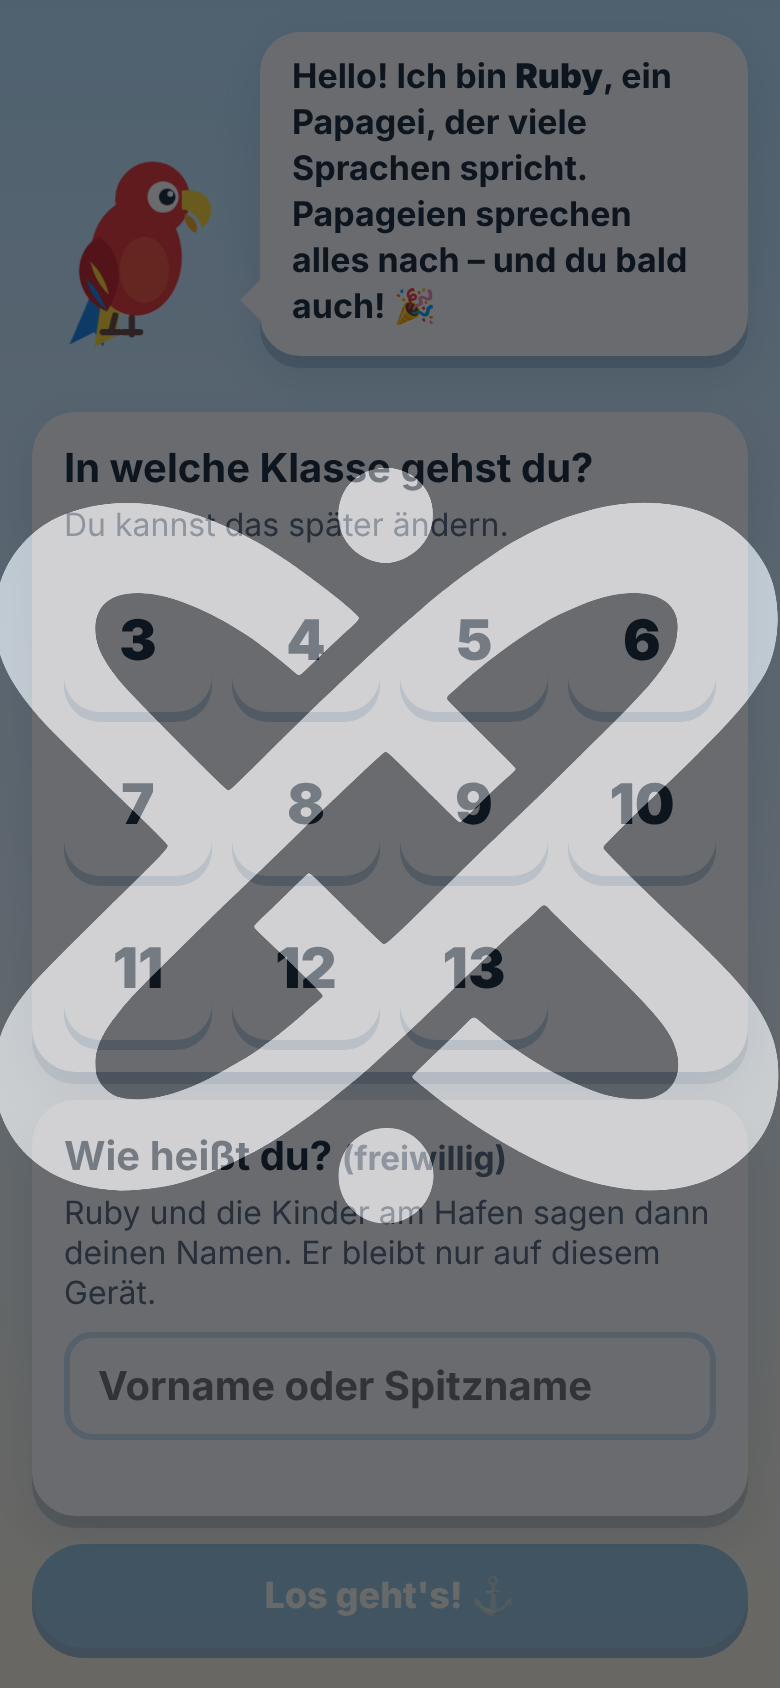 Hello! Ich bin Ruby, ein
Papagei, der viele
Sprachen spricht.
Papageien sprechen
alles nach – und du bald
auch! 🎉
In welche Klasse gehst du?
Du kannst das später ändern.
3 4 5 6
7 8 9 10
11 12 13
Wie heißt du? (freiwillig)
Ruby und die Kinder am Hafen sagen dann
deinen Namen. Er bleibt nur auf diesem
Gerät.
Vorname oder Spitzname
Los geht's! ⚓